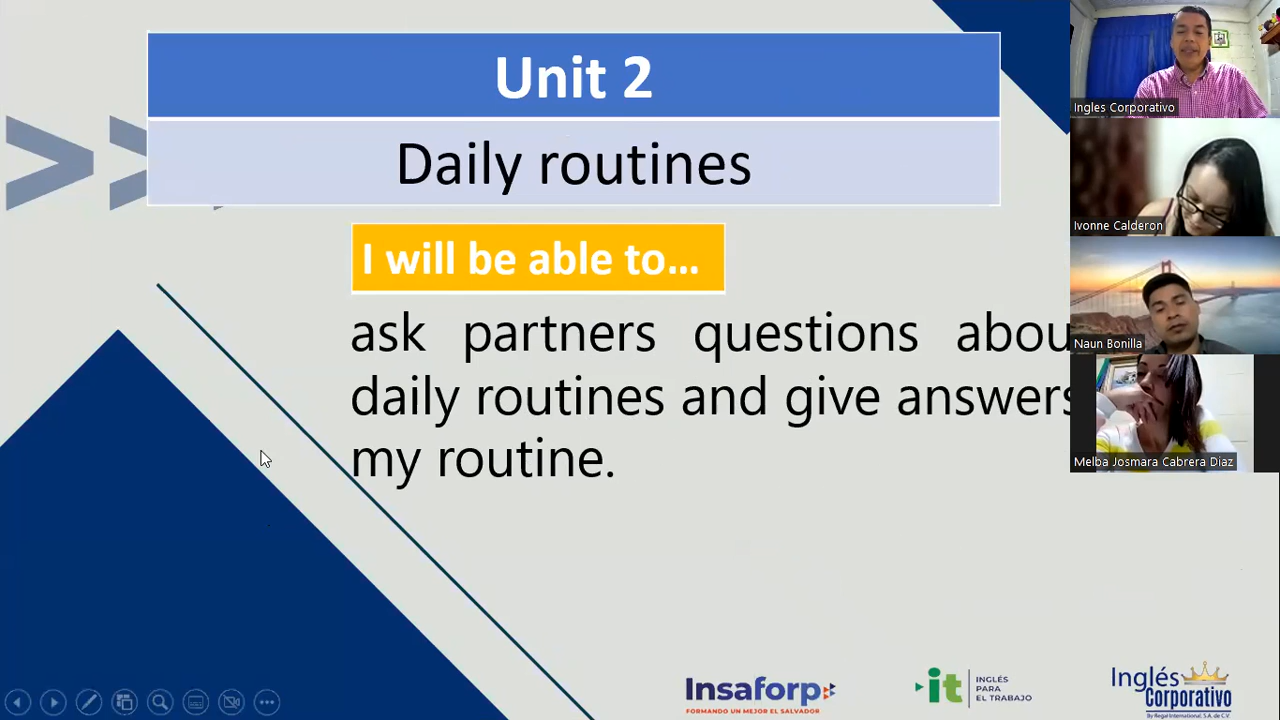 Unit 2
Daily routines
I will be able to...
ask partners questions abou
daily routines and give answers
my routine.
Ingles Corporativo
Ivonne Calderon
Naun Bonilla
Melba Josmara Cabrera Diaz
Insaforp
FORMANDO UN MEJOR EL SALVADOR
it
INGLÉS
PARA
EL TRABAJO
Inglés
Corporativo
By Regal International, S.A. de C.V.